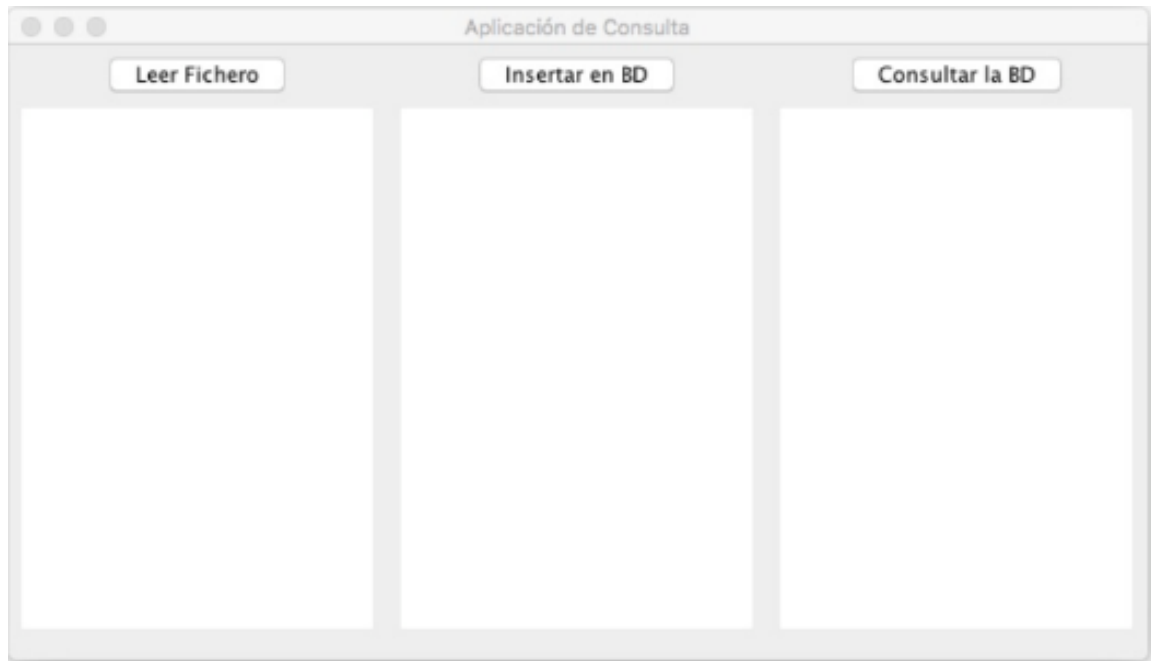 Aplicación de Consulta
Leer Fichero
Insertar en BD
Consultar la BD